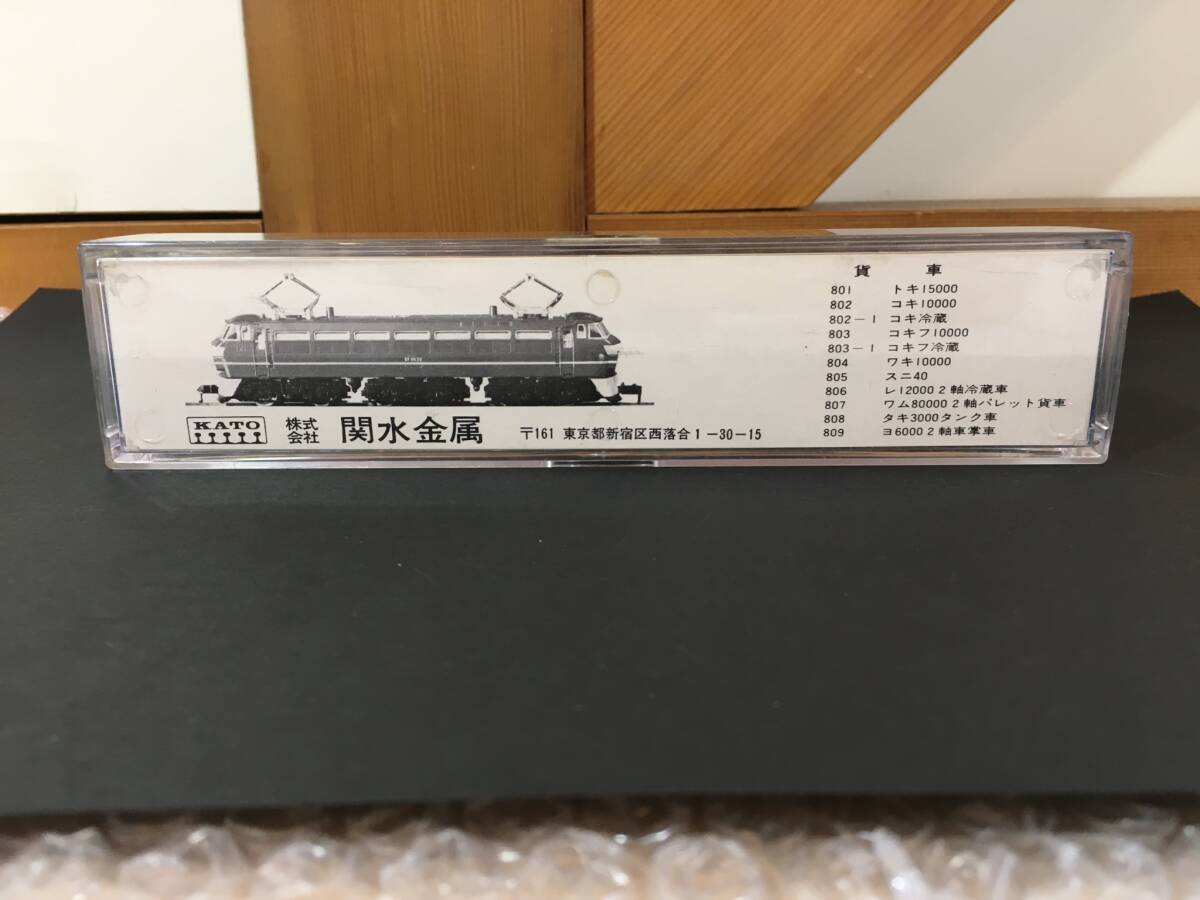 貨 車
801 トキ15000
802 コキ10000
802-1 コキ冷蔵
803 コキフ10000
803-1 コキフ冷蔵
804 ワキ10000
805 スニ40
806 レ12000 2軸冷蔵車
807 ワム80000 2軸パレット貨車
808 タキ3000タンク車
809 ヨ6000 2軸車掌車
KATO 株式会社 関水金属 〒161 東京都新宿区西落合1-30-15